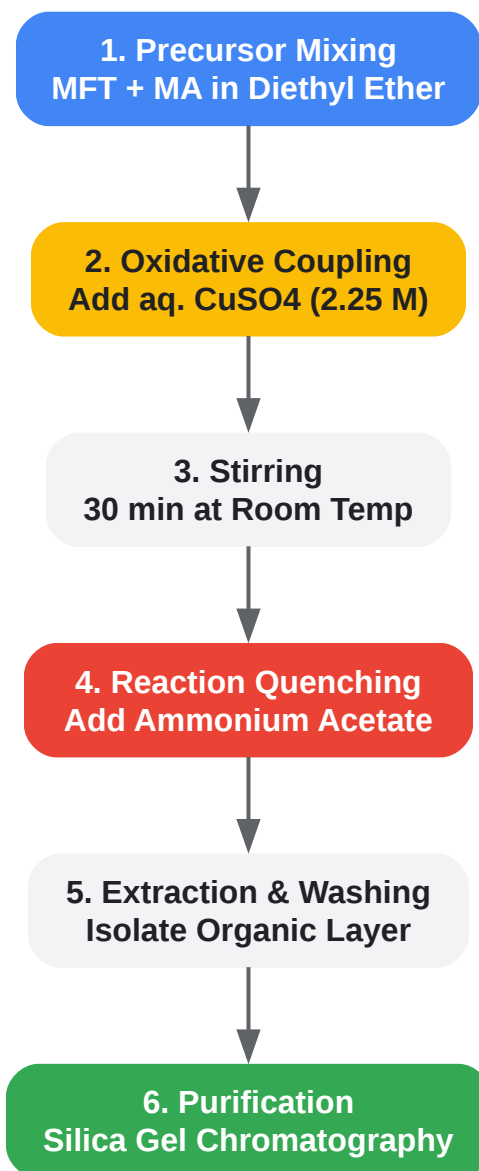 1. Precursor Mixing
MFT + MA in Diethyl Ether
2. Oxidative Coupling
Add aq. CuSO4 (2.25 M)
3. Stirring
30 min at Room Temp
4. Reaction Quenching
Add Ammonium Acetate
5. Extraction & Washing
Isolate Organic Layer
6. Purification
Silica Gel Chromatography